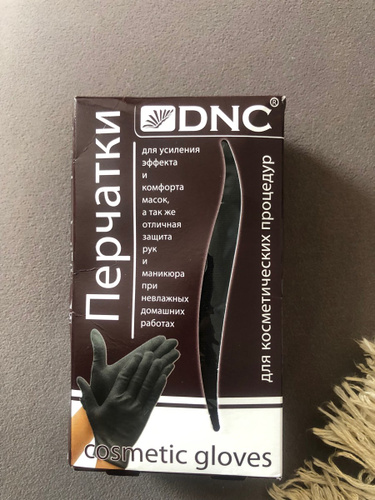 DNC®
Перчатки
для усиления
эффекта
и
комфорта
масок,
а так же
отличная
защита
рук
и
маникюра
при
невлажных
домашних
работах
для косметических процедур
cosmetic gloves